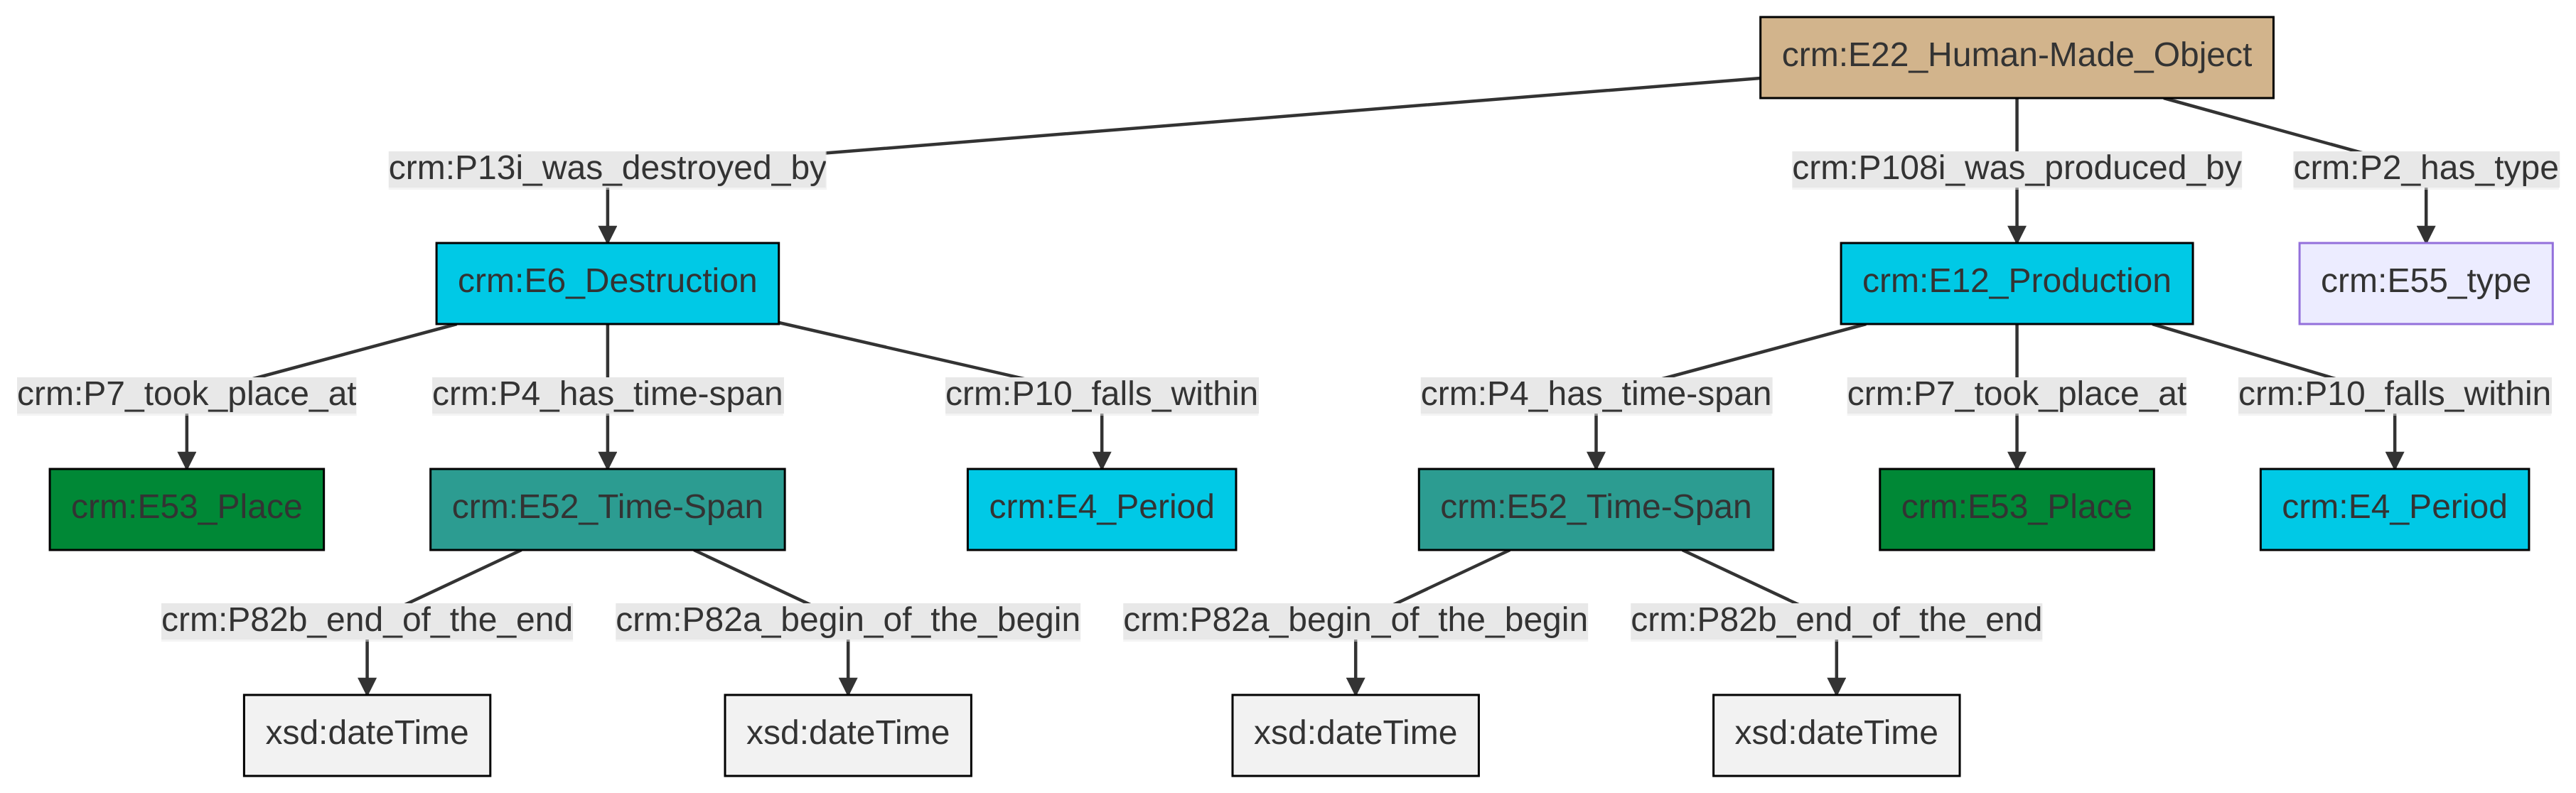 crm:E22_Human-Made_Object
crm:P13i_was_destroyed_by
crm:P108i_was_produced_by
crm:P2_has_type
crm:E6_Destruction
crm:E12_Production
crm:E55_type
crm:P7_took_place_at
crm:P4_has_time-span
crm:P10_falls_within
crm:P4_has_time-span
crm:P7_took_place_at
crm:P10_falls_within
crm:E53_Place
crm:E52_Time-Span
crm:E4_Period
crm:E52_Time-Span
crm:E53_Place
crm:E4_Period
crm:P82b_end_of_the_end
crm:P82a_begin_of_the_begin
crm:P82a_begin_of_the_begin
crm:P82b_end_of_the_end
xsd:dateTime
xsd:dateTime
xsd:dateTime
xsd:dateTime